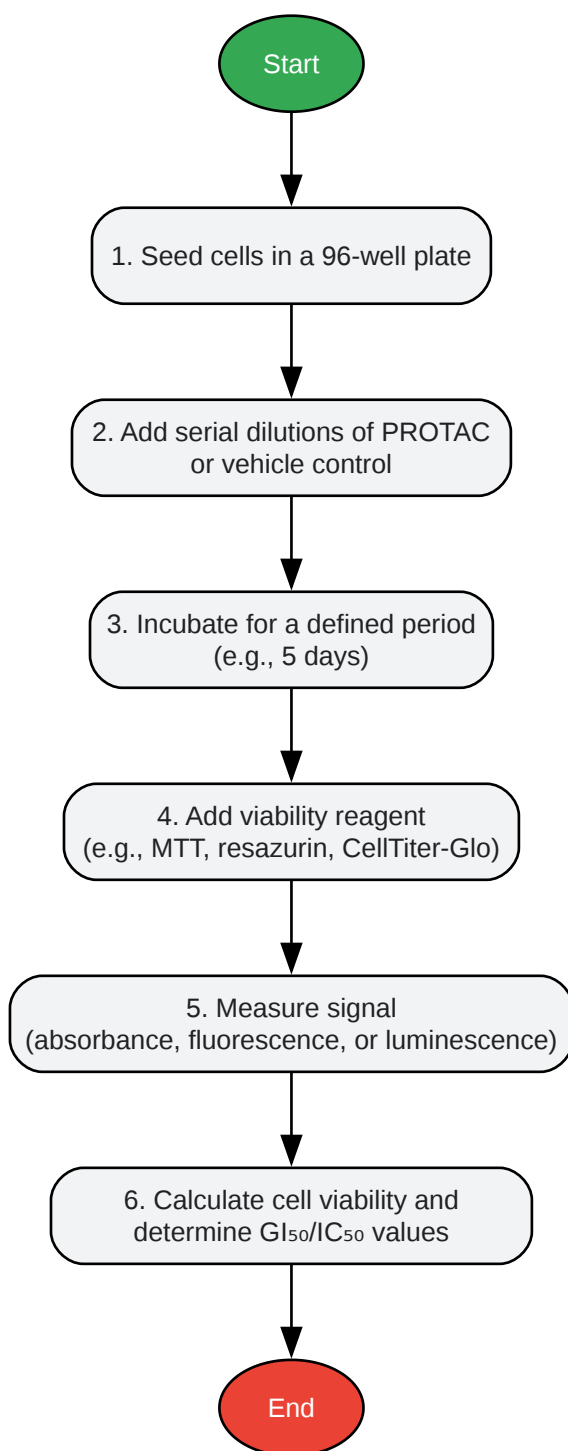 Start
1. Seed cells in a 96-well plate
2. Add serial dilutions of PROTAC
or vehicle control
3. Incubate for a defined period
(e.g., 5 days)
4. Add viability reagent
(e.g., MTT, resazurin, CellTiter-Glo)
5. Measure signal
(absorbance, fluorescence, or luminescence)
6. Calculate cell viability and
determine GI₅₀/IC₅₀ values
End